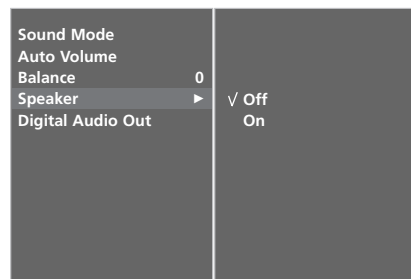 Sound Mode
Auto Volume
Balance 0
Speaker ► √ Off
On
Digital Audio Out